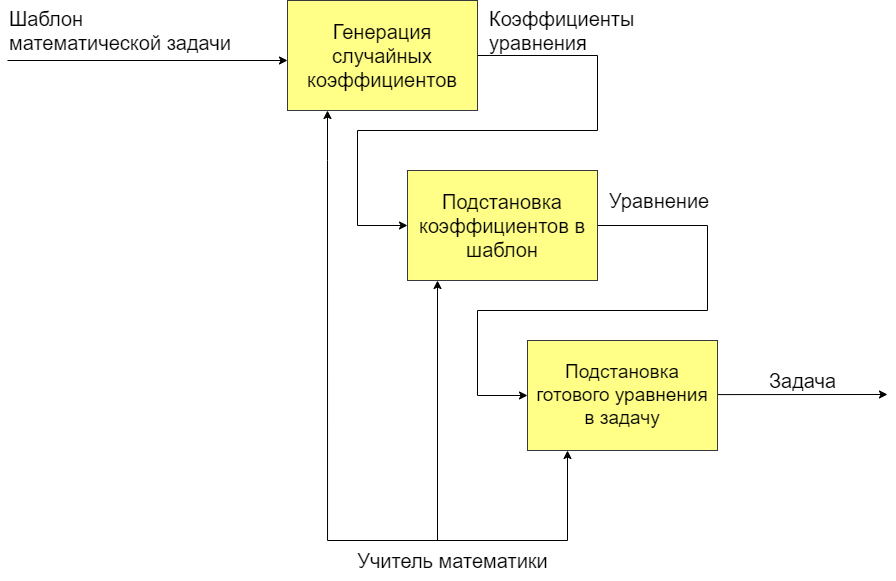 Шаблон
математической задачи
Генерация
случайных
коэффициентов
Коэффициенты
уравнения
Подстановка
коэффициентов в
шаблон
Уравнение
Подстановка
готового уравнения
в задачу
Задача
Учитель математики